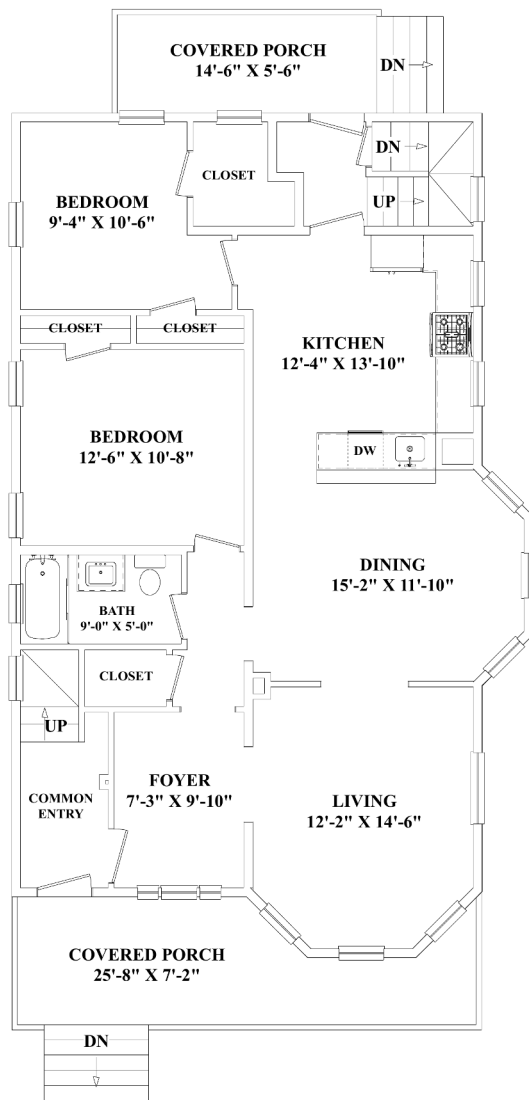 COVERED PORCH
14'-6" X 5'-6"
DN
DN
UP
CLOSET
BEDROOM
9'-4" X 10'-6"
CLOSET
CLOSET
KITCHEN
12'-4" X 13'-10"
BEDROOM
12'-6" X 10'-8"
DW
DINING
15'-2" X 11'-10"
BATH
9'-0" X 5'-0"
CLOSET
UP
FOYER
7'-3" X 9'-10"
COMMON
ENTRY
LIVING
12'-2" X 14'-6"
COVERED PORCH
25'-8" X 7'-2"
DN